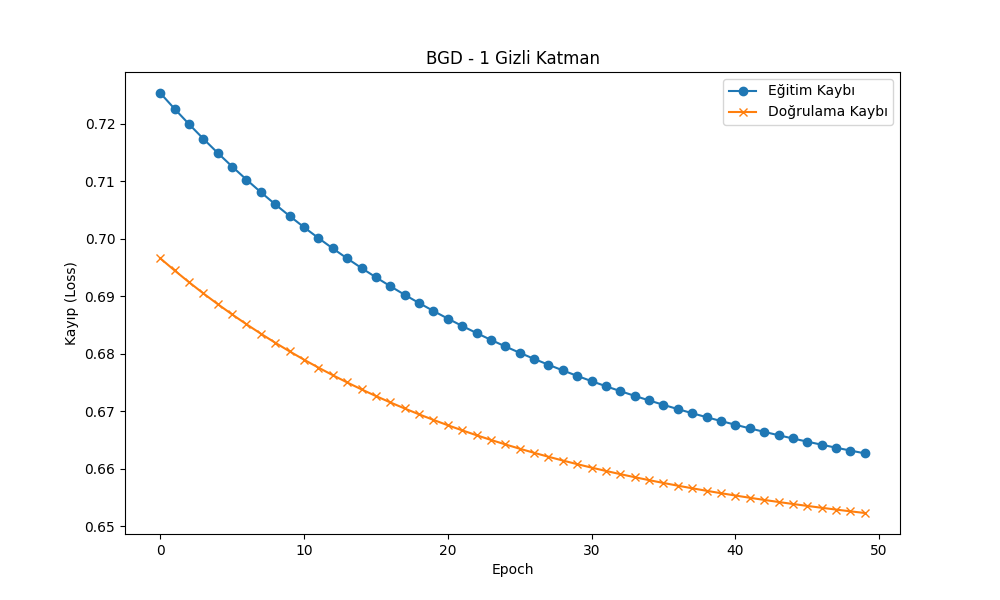 BGD - 1 Gizli Katman
Eğitim Kaybı
Doğrulama Kaybı
Kayıp (Loss)
0.72
0.71
0.70
0.69
0.68
0.67
0.66
0.65
0
10
20
30
40
50
Epoch